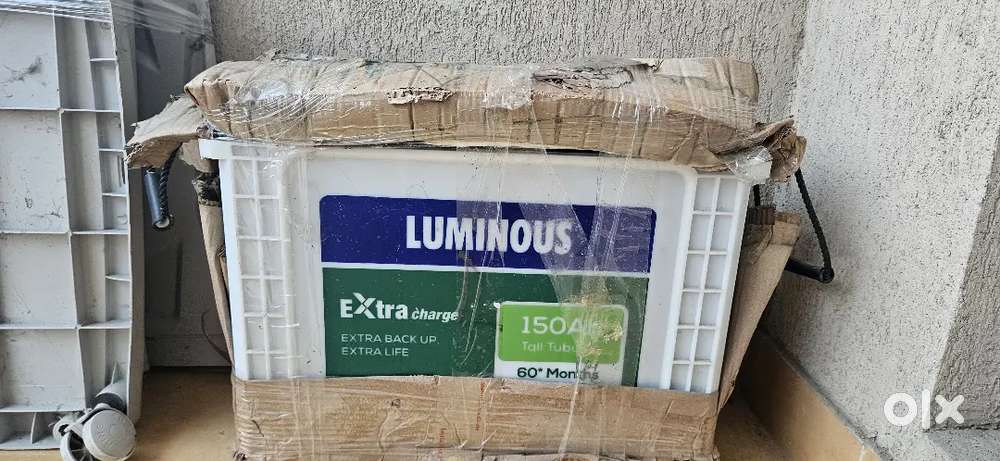 LUMINOUS
EXtra charge
EXTRA BACK UP.
EXTRA LIFE
150Ah
Tall Tubular
60* Months
olx